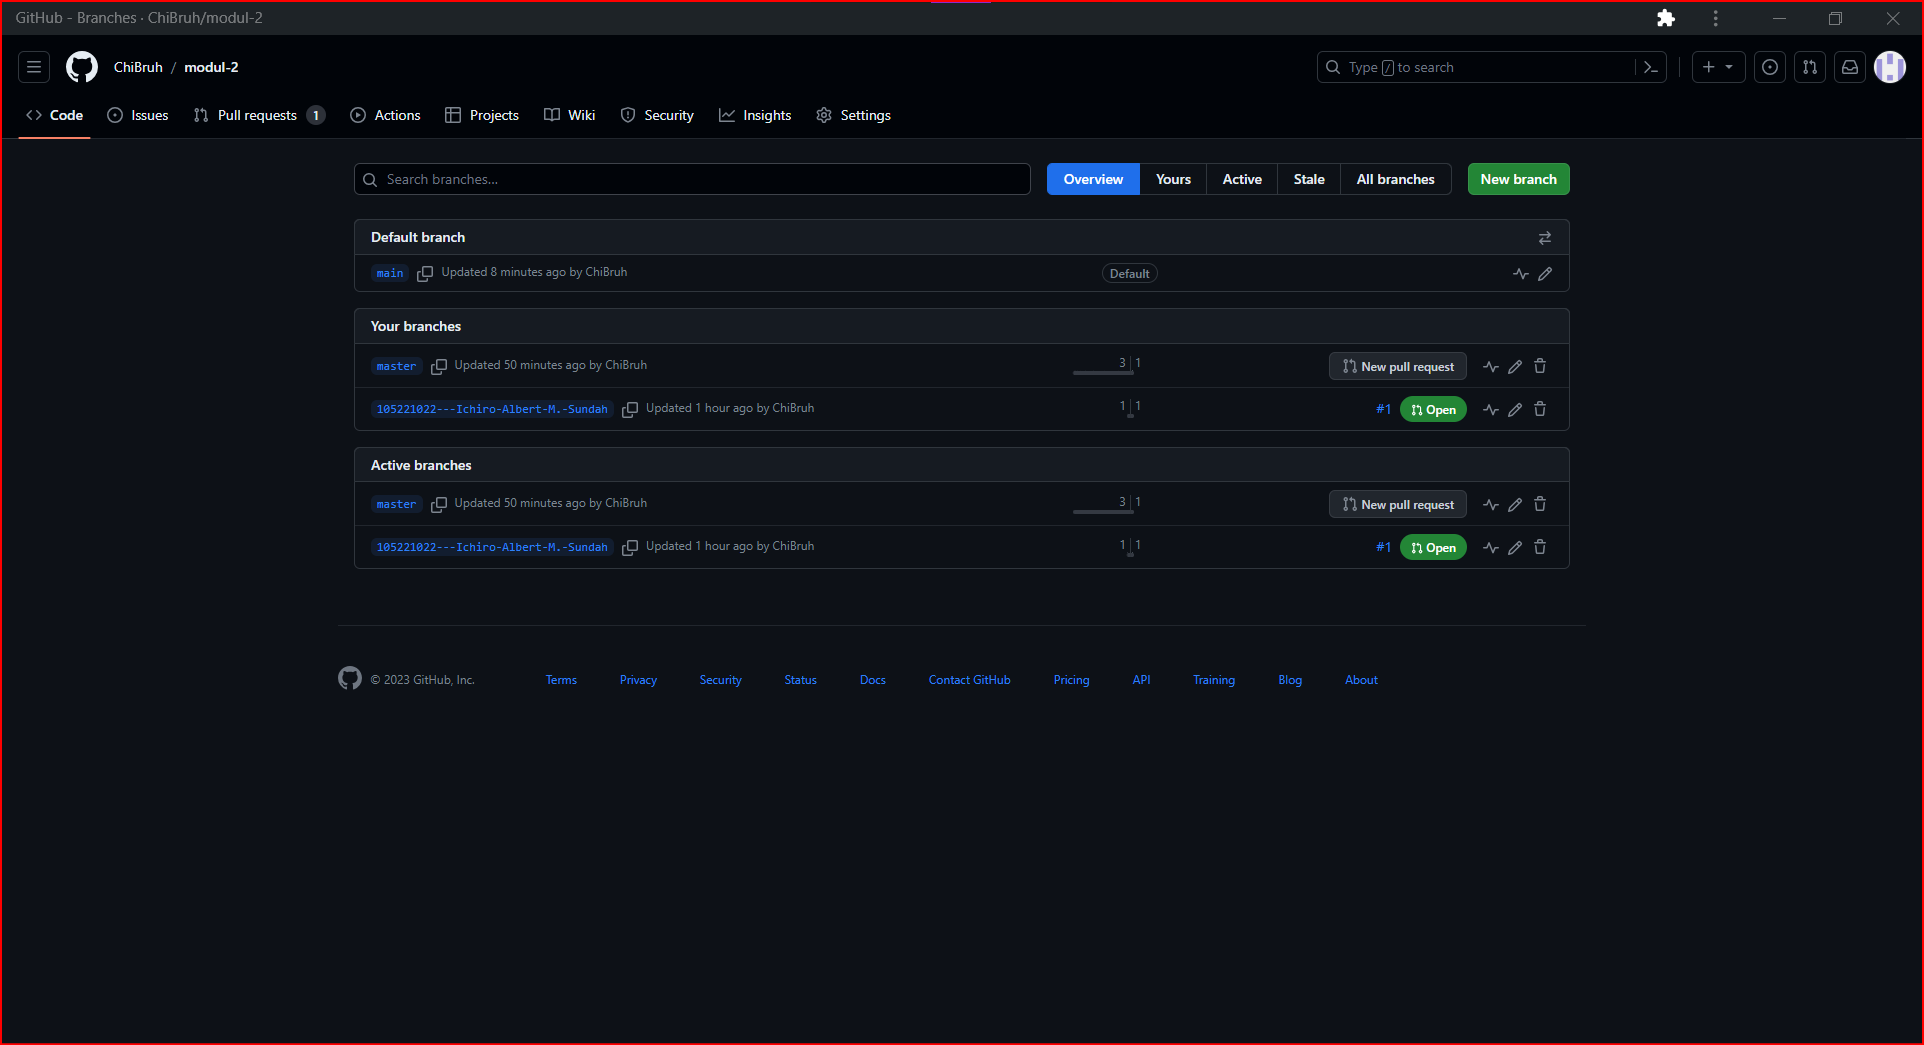 GitHub - Branches · ChiBruh/modul-2
ChiBruh / modul-2
Type / to search
Code Issues Pull requests 1 Actions Projects Wiki Security Insights Settings
Search branches...
Overview Yours Active Stale All branches New branch
Default branch
main Updated 8 minutes ago by ChiBruh Default
Your branches
master Updated 50 minutes ago by ChiBruh 3 1 New pull request
105221022---Ichiro-Albert-M.-Sundah Updated 1 hour ago by ChiBruh 1 1 #1 Open
Active branches
master Updated 50 minutes ago by ChiBruh 3 1 New pull request
105221022---Ichiro-Albert-M.-Sundah Updated 1 hour ago by ChiBruh 1 1 #1 Open
© 2023 GitHub, Inc. Terms Privacy Security Status Docs Contact GitHub Pricing API Training Blog About